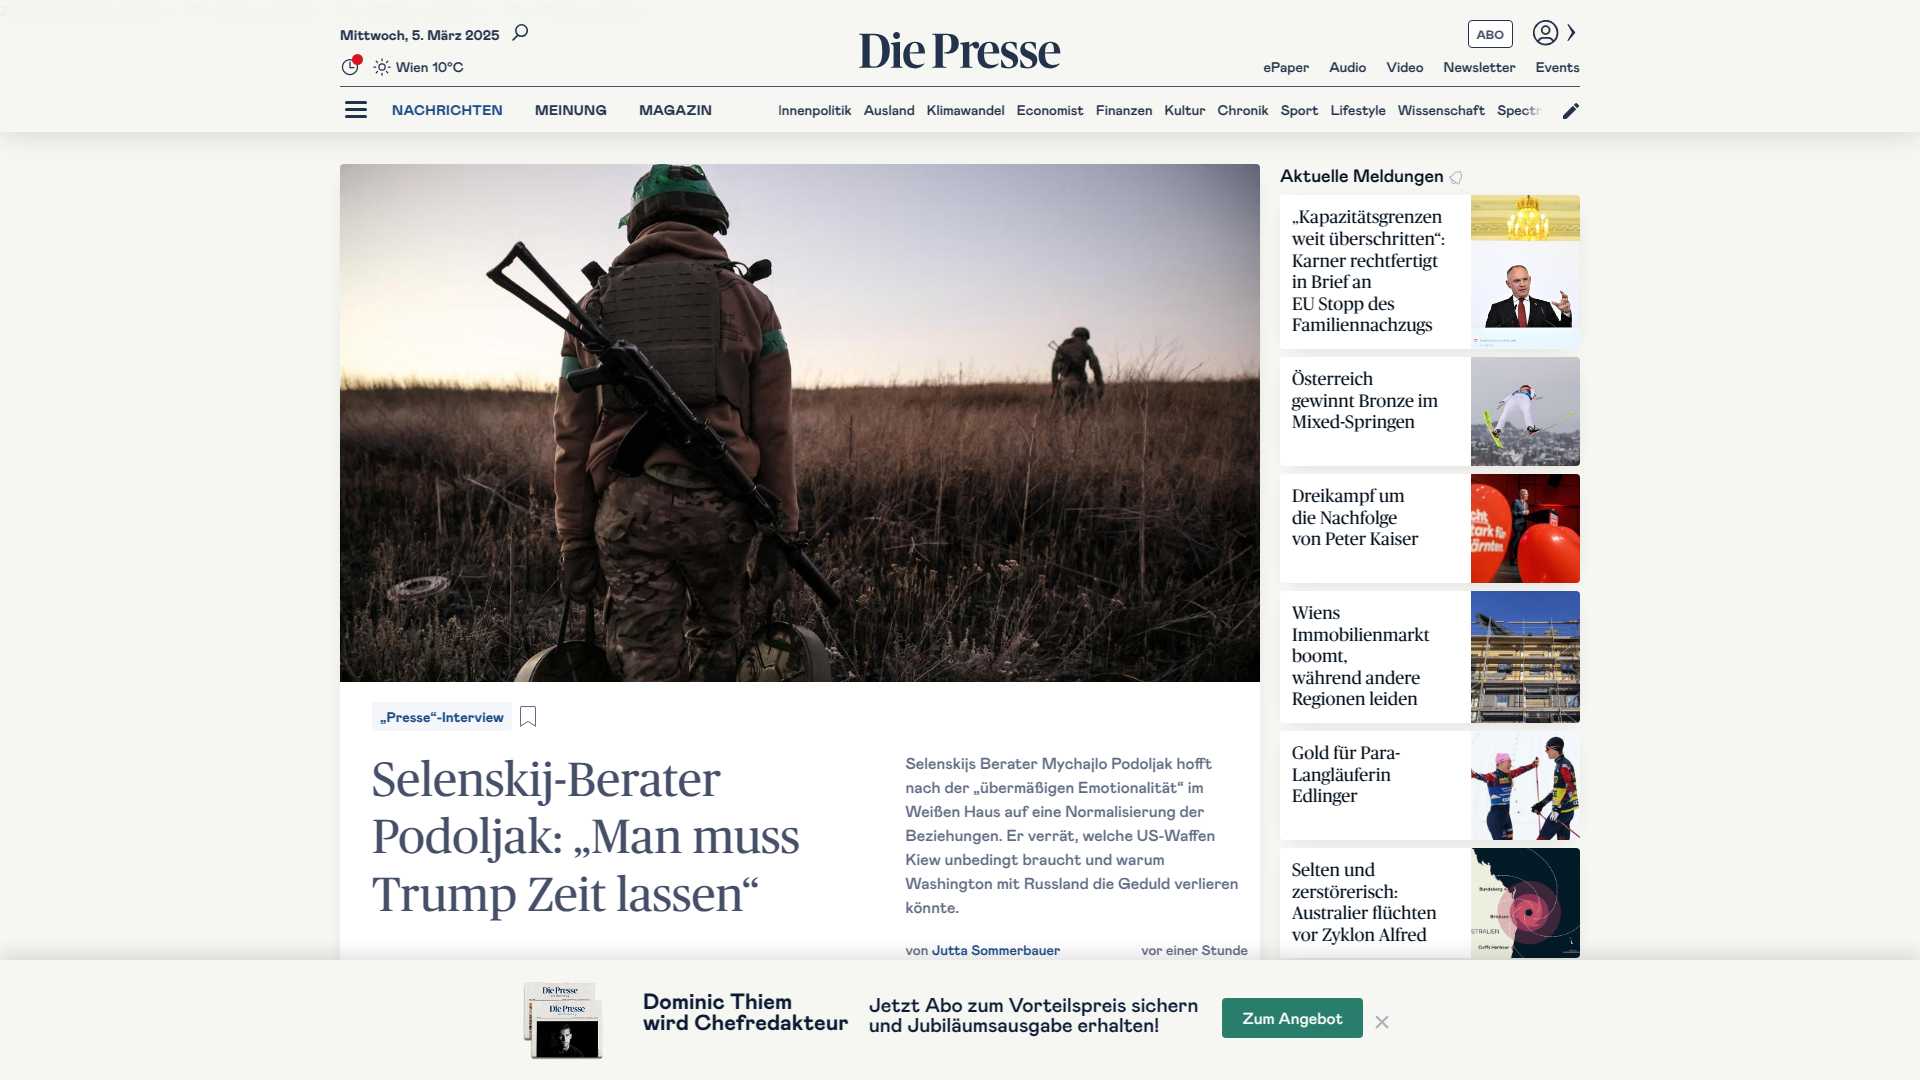 Mittwoch, 5. März 2025
Die Presse
ABO
Wien 10°C
ePaper Audio Video Newsletter Events
NACHRICHTEN MEINUNG MAGAZIN
Innenpolitik Ausland Klimawandel Economist Finanzen Kultur Chronik Sport Lifestyle Wissenschaft Spectr
„Presse“-Interview
Selenskij-Berater
Podoljak: „Man muss
Trump Zeit lassen“
Selenskijs Berater Mychajlo Podoljak hofft
nach der „übermäßigen Emotionalität“ im
Weißen Haus auf eine Normalisierung der
Beziehungen. Er verrät, welche US-Waffen
Kiew unbedingt braucht und warum
Washington mit Russland die Geduld verlieren
könnte.
von Jutta Sommerbauer vor einer Stunde
Aktuelle Meldungen
„Kapazitätsgrenzen
weit überschritten“:
Karner rechtfertigt
in Brief an
EU Stopp des
Familiennachzugs
Österreich
gewinnt Bronze im
Mixed-Springen
Dreikampf um
die Nachfolge
von Peter Kaiser
Wiens
Immobilienmarkt
boomt,
während andere
Regionen leiden
Gold für Para-
Langläuferin
Edlinger
Selten und
zerstörerisch:
Australier flüchten
vor Zyklon Alfred
Die Presse
Die Presse
Dominic Thiem
wird Chefredakteur
Jetzt Abo zum Vorteilspreis sichern
und Jubiläumsausgabe erhalten!
Zum Angebot